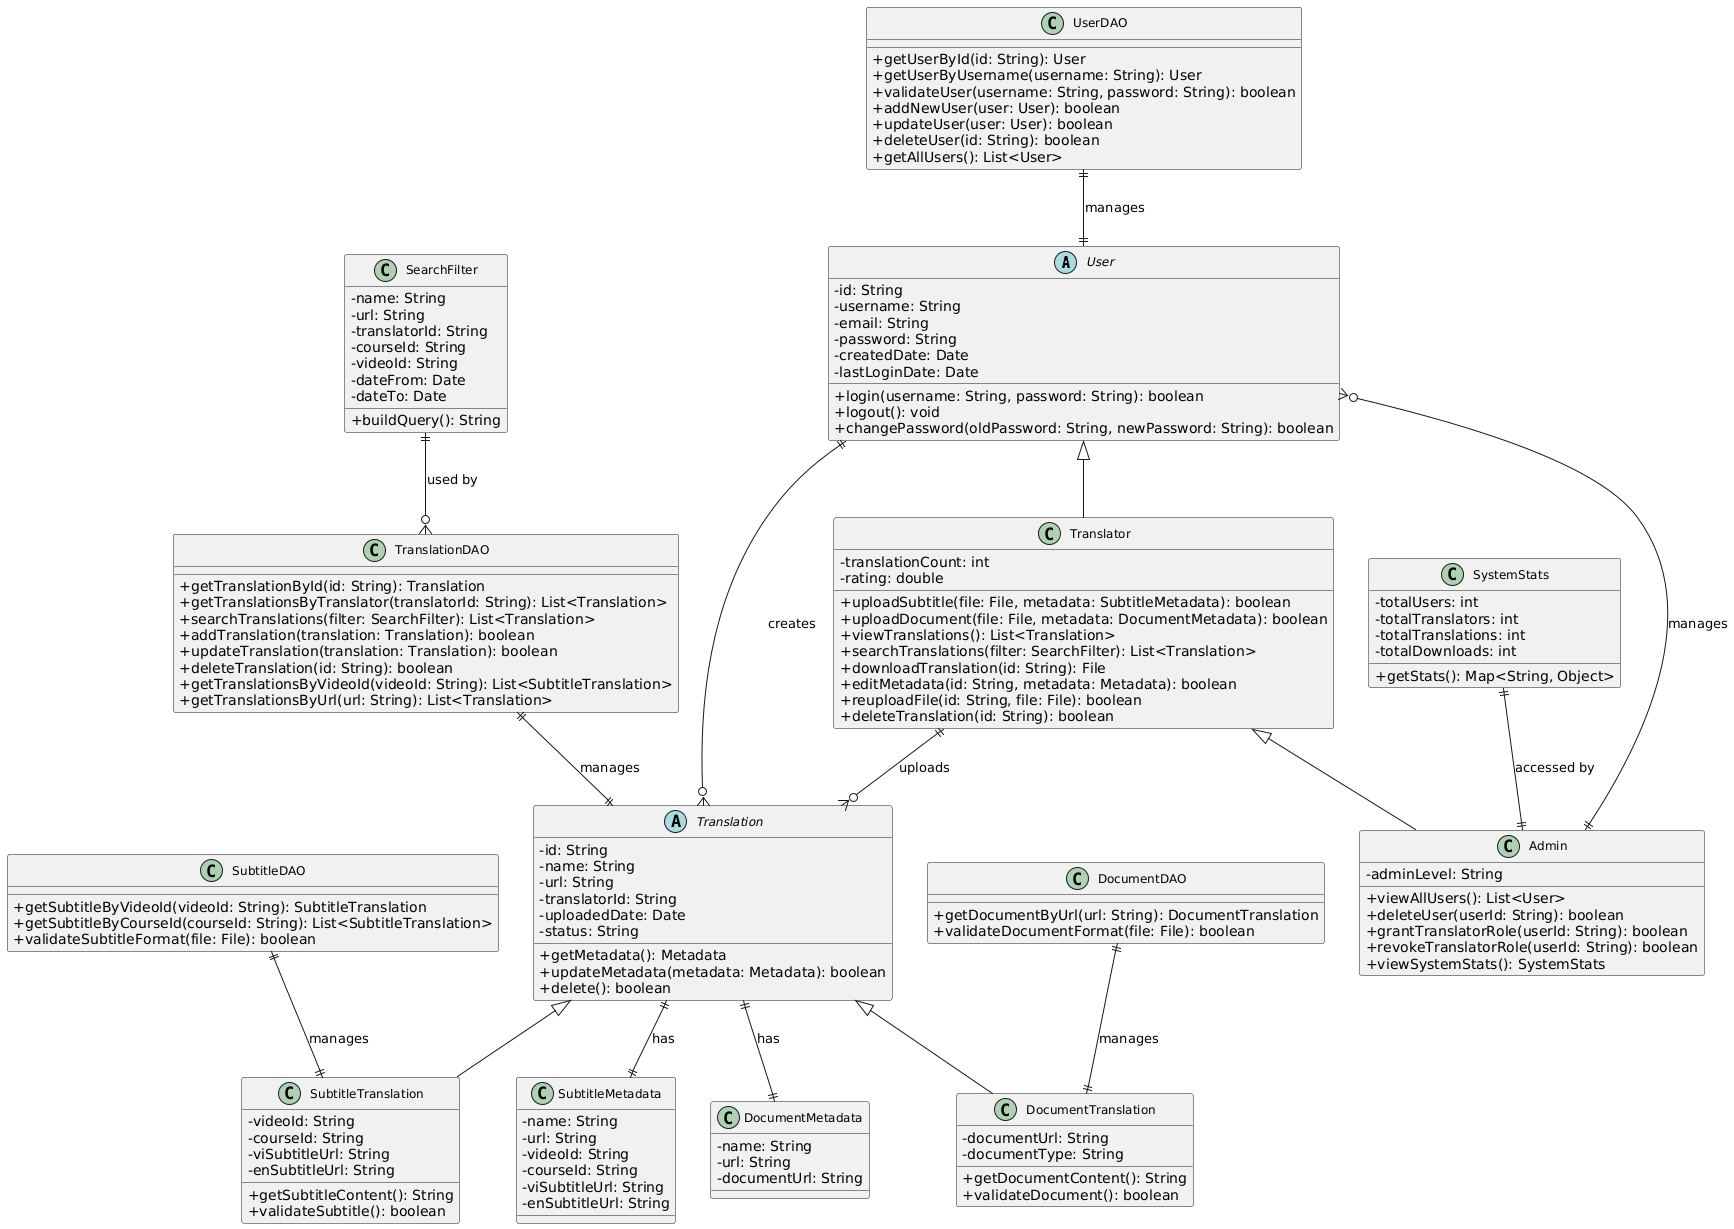 C UserDAO
+getUserById(id: String): User
+getUserByUsername(username: String): User
+validateUser(username: String, password: String): boolean
+addNewUser(user: User): boolean
+updateUser(user: User): boolean
+deleteUser(id: String): boolean
+getAllUsers(): List<User>
manages
C SearchFilter
-name: String
-url: String
-translatorId: String
-courseId: String
-videoId: String
-dateFrom: Date
-dateTo: Date
+buildQuery(): String
A User
-id: String
-username: String
-email: String
-password: String
-createdDate: Date
-lastLoginDate: Date
+login(username: String, password: String): boolean
+logout(): void
+changePassword(oldPassword: String, newPassword: String): boolean
used by
C TranslationDAO
+getTranslationById(id: String): Translation
+getTranslationsByTranslator(translatorId: String): List<Translation>
+searchTranslations(filter: SearchFilter): List<Translation>
+addTranslation(translation: Translation): boolean
+updateTranslation(translation: Translation): boolean
+deleteTranslation(id: String): boolean
+getTranslationsByVideoId(videoId: String): List<SubtitleTranslation>
+getTranslationsByUrl(url: String): List<Translation>
creates
C Translator
-translationCount: int
-rating: double
+uploadSubtitle(file: File, metadata: SubtitleMetadata): boolean
+uploadDocument(file: File, metadata: DocumentMetadata): boolean
+viewTranslations(): List<Translation>
+searchTranslations(filter: SearchFilter): List<Translation>
+downloadTranslation(id: String): File
+editMetadata(id: String, metadata: Metadata): boolean
+reuploadFile(id: String, file: File): boolean
+deleteTranslation(id: String): boolean
C SystemStats
-totalUsers: int
-totalTranslators: int
-totalTranslations: int
-totalDownloads: int
+getStats(): Map<String, Object>
manages
manages
uploads
accessed by
C SubtitleDAO
+getSubtitleByVideoId(videoId: String): SubtitleTranslation
+getSubtitleByCourseId(courseId: String): List<SubtitleTranslation>
+validateSubtitleFormat(file: File): boolean
A Translation
-id: String
-name: String
-url: String
-translatorId: String
-uploadedDate: Date
-status: String
+getMetadata(): Metadata
+updateMetadata(metadata: Metadata): boolean
+delete(): boolean
C DocumentDAO
+getDocumentByUrl(url: String): DocumentTranslation
+validateDocumentFormat(file: File): boolean
C Admin
-adminLevel: String
+viewAllUsers(): List<User>
+deleteUser(userId: String): boolean
+grantTranslatorRole(userId: String): boolean
+revokeTranslatorRole(userId: String): boolean
+viewSystemStats(): SystemStats
manages
has
has
manages
C SubtitleTranslation
-videoId: String
-courseId: String
-viSubtitleUrl: String
-enSubtitleUrl: String
+getSubtitleContent(): String
+validateSubtitle(): boolean
C SubtitleMetadata
-name: String
-url: String
-videoId: String
-courseId: String
-viSubtitleUrl: String
-enSubtitleUrl: String
C DocumentMetadata
-name: String
-url: String
-documentUrl: String
C DocumentTranslation
-documentUrl: String
-documentType: String
+getDocumentContent(): String
+validateDocument(): boolean